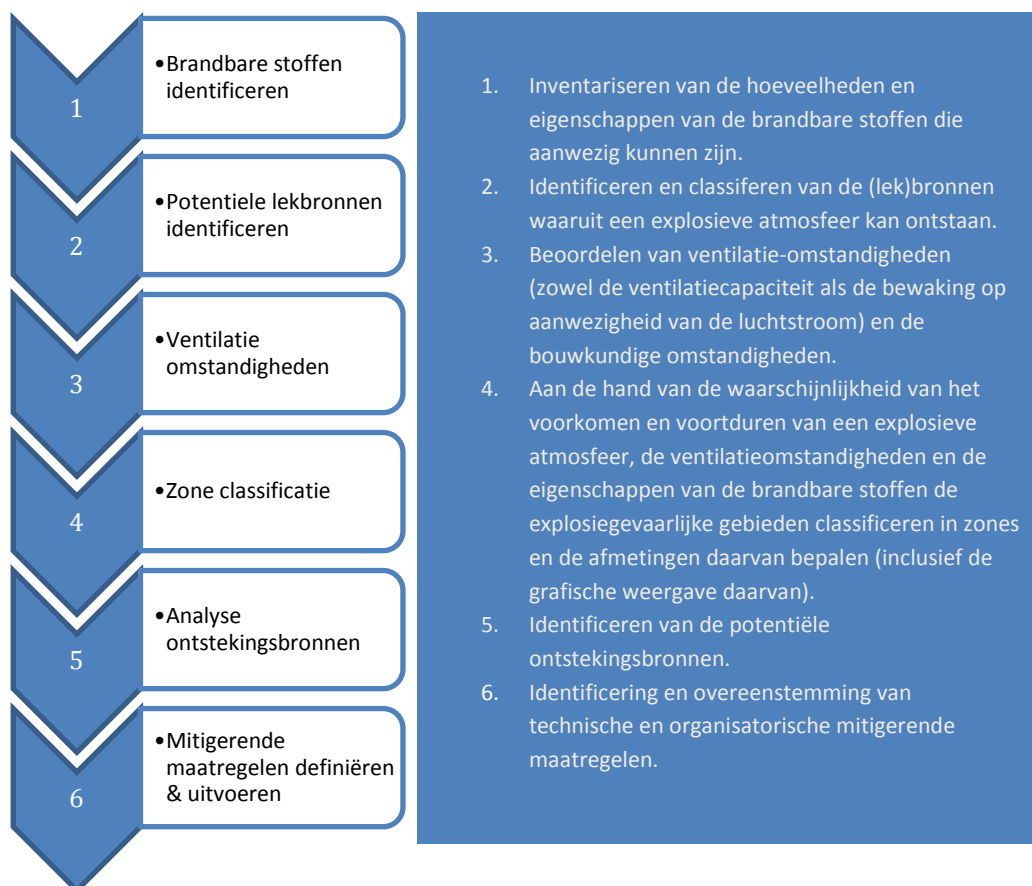 1
•Brandbare stoffen
identificeren
2
•Potentiele lekbronnen
identificeren
3
•Ventilatie
omstandigheden
4
•Zone classificatie
5
•Analyse
ontstekingsbronnen
6
•Mitigerende
maatregelen definiëren
& uitvoeren
1. Inventariseren van de hoeveelheden en
eigenschappen van de brandbare stoffen die
aanwezig kunnen zijn.
2. Identificeren en classiferen van de (lek)bronnen
waaruit een explosieve atmosfeer kan ontstaan.
3. Beoordelen van ventilatie-omstandigheden
(zowel de ventilatiecapaciteit als de bewaking op
aanwezigheid van de luchtstroom) en de
bouwkundige omstandigheden.
4. Aan de hand van de waarschijnlijkheid van het
voorkomen en voortduren van een explosieve
atmosfeer, de ventilatieomstandigheden en de
eigenschappen van de brandbare stoffen de
explosiegevaarlijke gebieden classificeren in zones
en de afmetingen daarvan bepalen (inclusief de
grafische weergave daarvan).
5. Identificeren van de potentiële
ontstekingsbronnen.
6. Identificering en overeenstemming van
technische en organisatorische mitigerende
maatregelen.